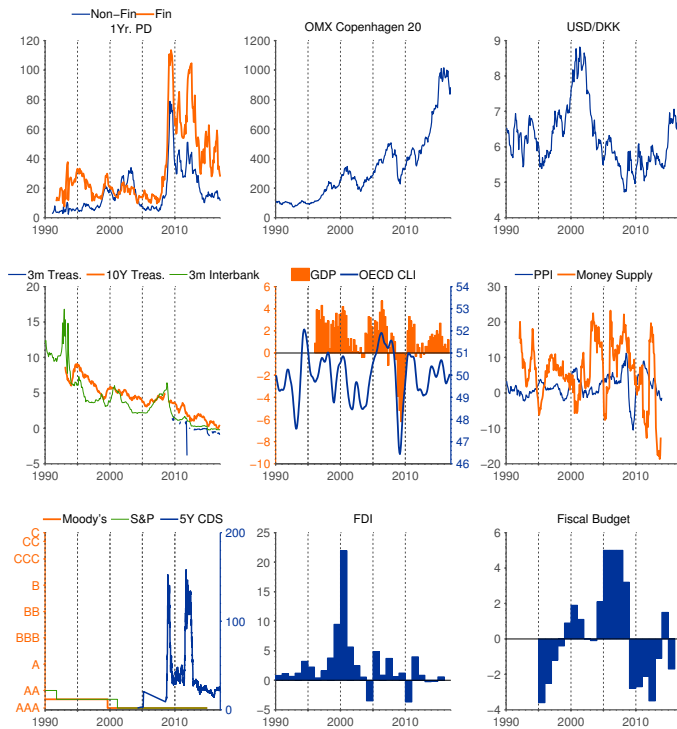 Non-Fin Fin
1Yr. PD
120
100
80
60
40
20
0
1990 2000 2010
OMX Copenhagen 20
1200
1000
800
600
400
200
0
1990 2000 2010
USD/DKK
9
8
7
6
5
4
1990 2000 2010
3m Treas. 10Y Treas. 3m Interbank
20
15
10
5
0
−5
1990 2000 2010
GDP OECD CLI
6 54
4 53
2 52
0 51
−2 50
−4
−6 49
−8 48
−10 47
46
1990 2000 2010
PPI Money Supply
30
20
10
0
−10
−20
1990 2000 2010
Moody's S&P 5Y CDS
C 200
CC
CCC
B
BB 100
BBB
A
AA
AAA 0
1990 2000 2010
FDI
25
20
15
10
5
0
−5
1990 2000 2010
Fiscal Budget
6
4
2
0
−2
−4
1990 2000 2010